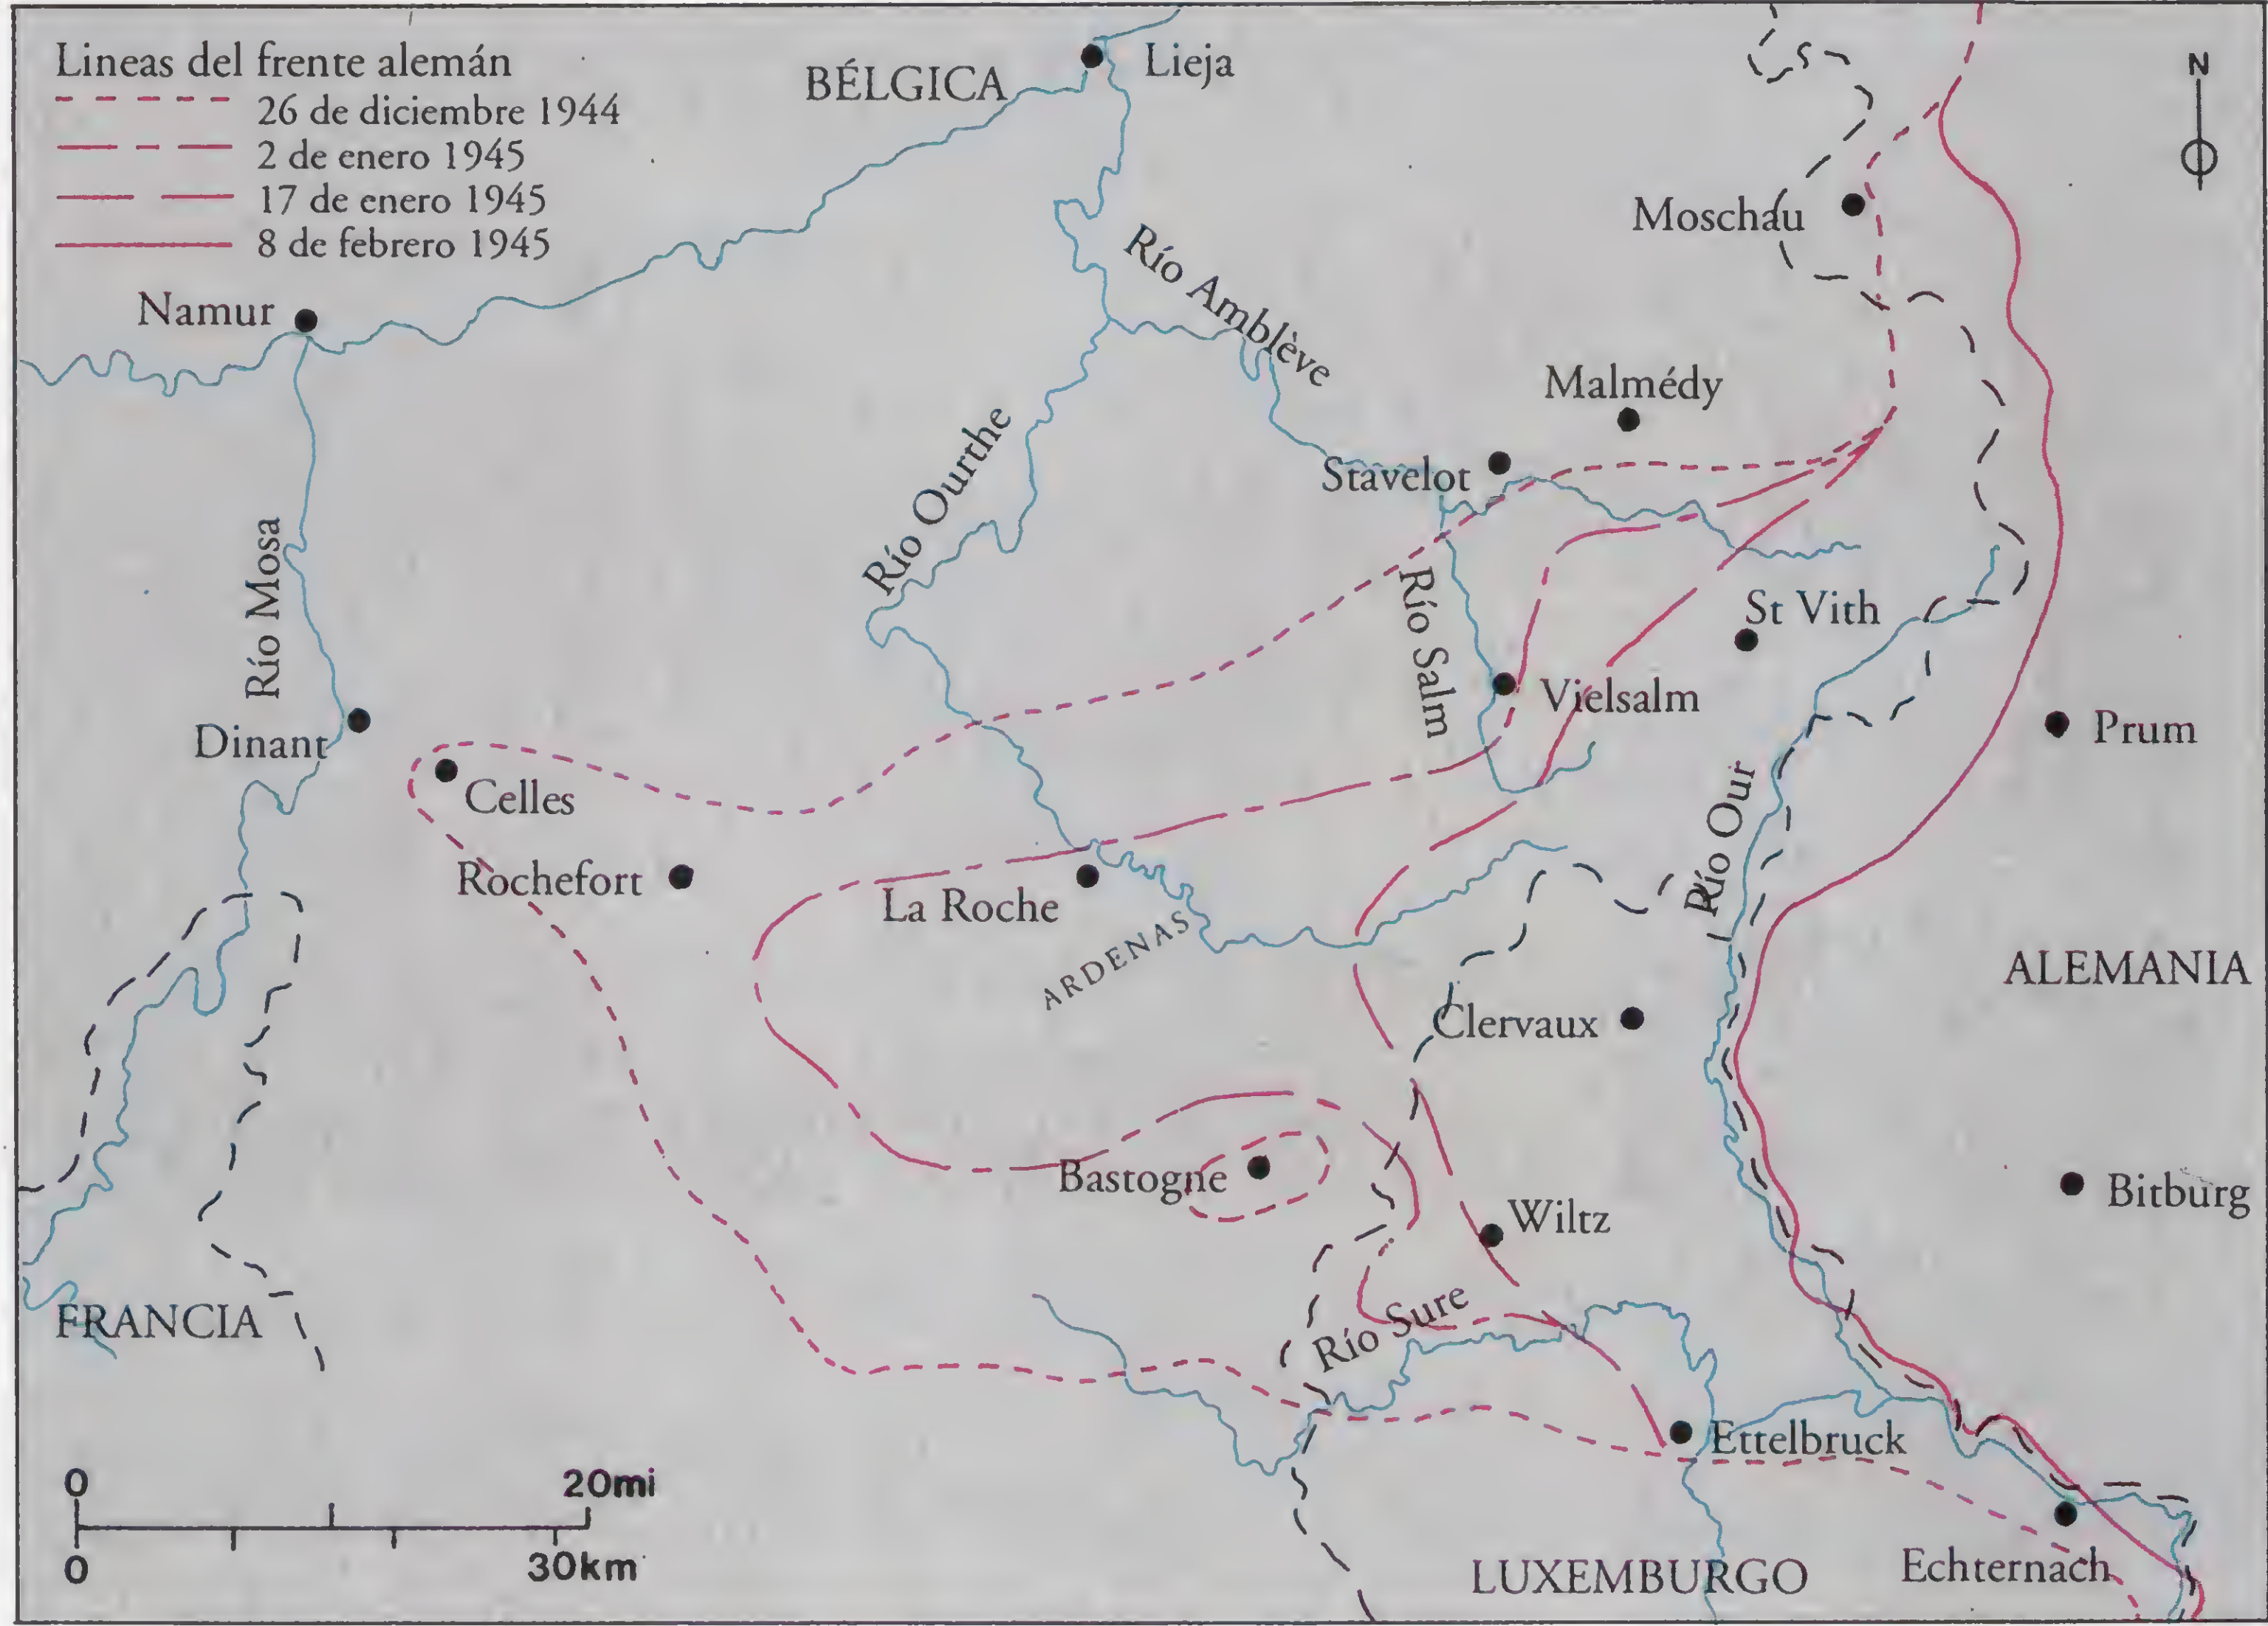 Lineas del frente alemán
26 de diciembre 1944
2 de enero 1945
17 de enero 1945
8 de febrero 1945
BÉLGICA
Lieja
N
Moschau
Río Amblève
Namur
Malmédy
Río Ourthe
Stavelot
Río Mosa
Río Salm
St Vith
Vielsalm
Prum
Dinant
Celles
Río Our
Rochefort
La Roche
ARDENAS
ALEMANIA
Clervaux
Bastogne
Bitburg
Wiltz
FRANCIA
Río Sure
Ettelbruck
0 20mi
0 30km
LUXEMBURGO
Echternach